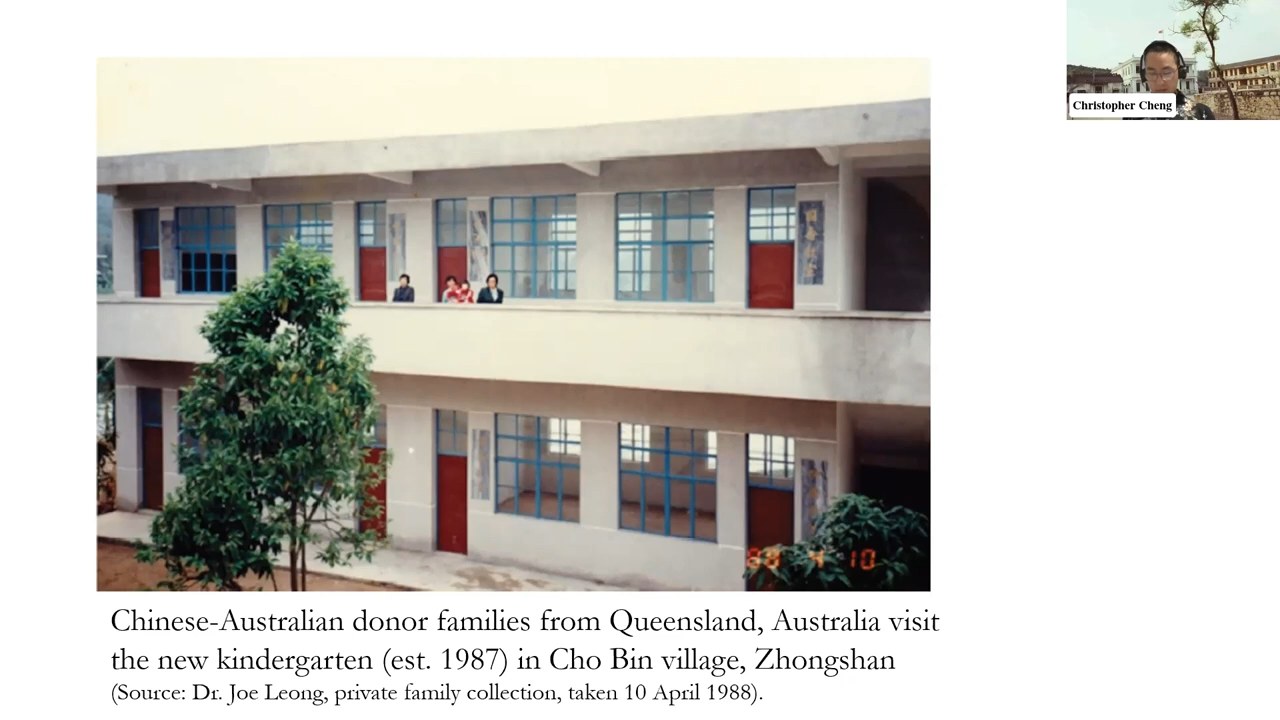 Christopher Cheng
88 4 10
Chinese-Australian donor families from Queensland, Australia visit
the new kindergarten (est. 1987) in Cho Bin village, Zhongshan
(Source: Dr. Joe Leong, private family collection, taken 10 April 1988).